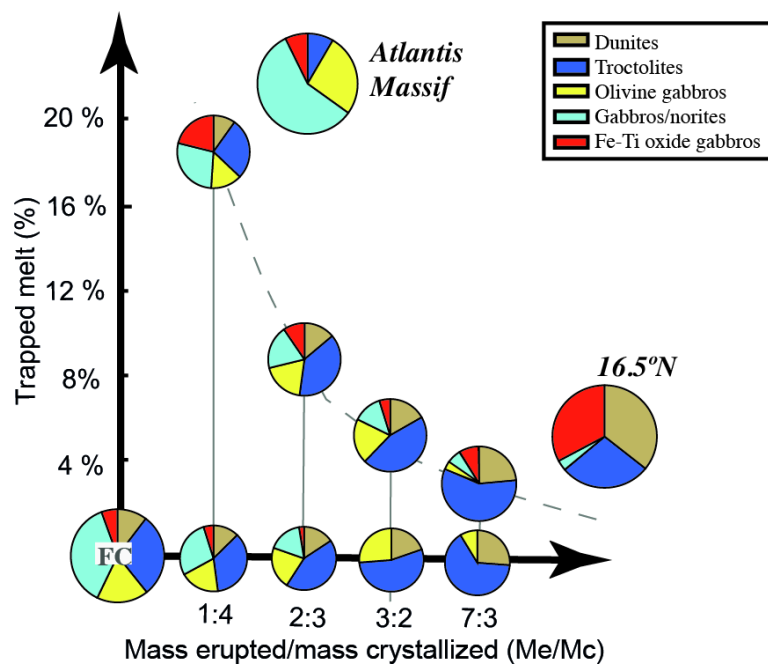 Atlantis
Massif
Dunites
Troctolites
Olivine gabbros
Gabbros/norites
Fe-Ti oxide gabbros
20 %
16 %
12 %
8%
4 %
Trapped melt (%)
16.5ºN
FC
1:4
2:3
3:2
7:3
Mass erupted/mass crystallized (Me/Mc)